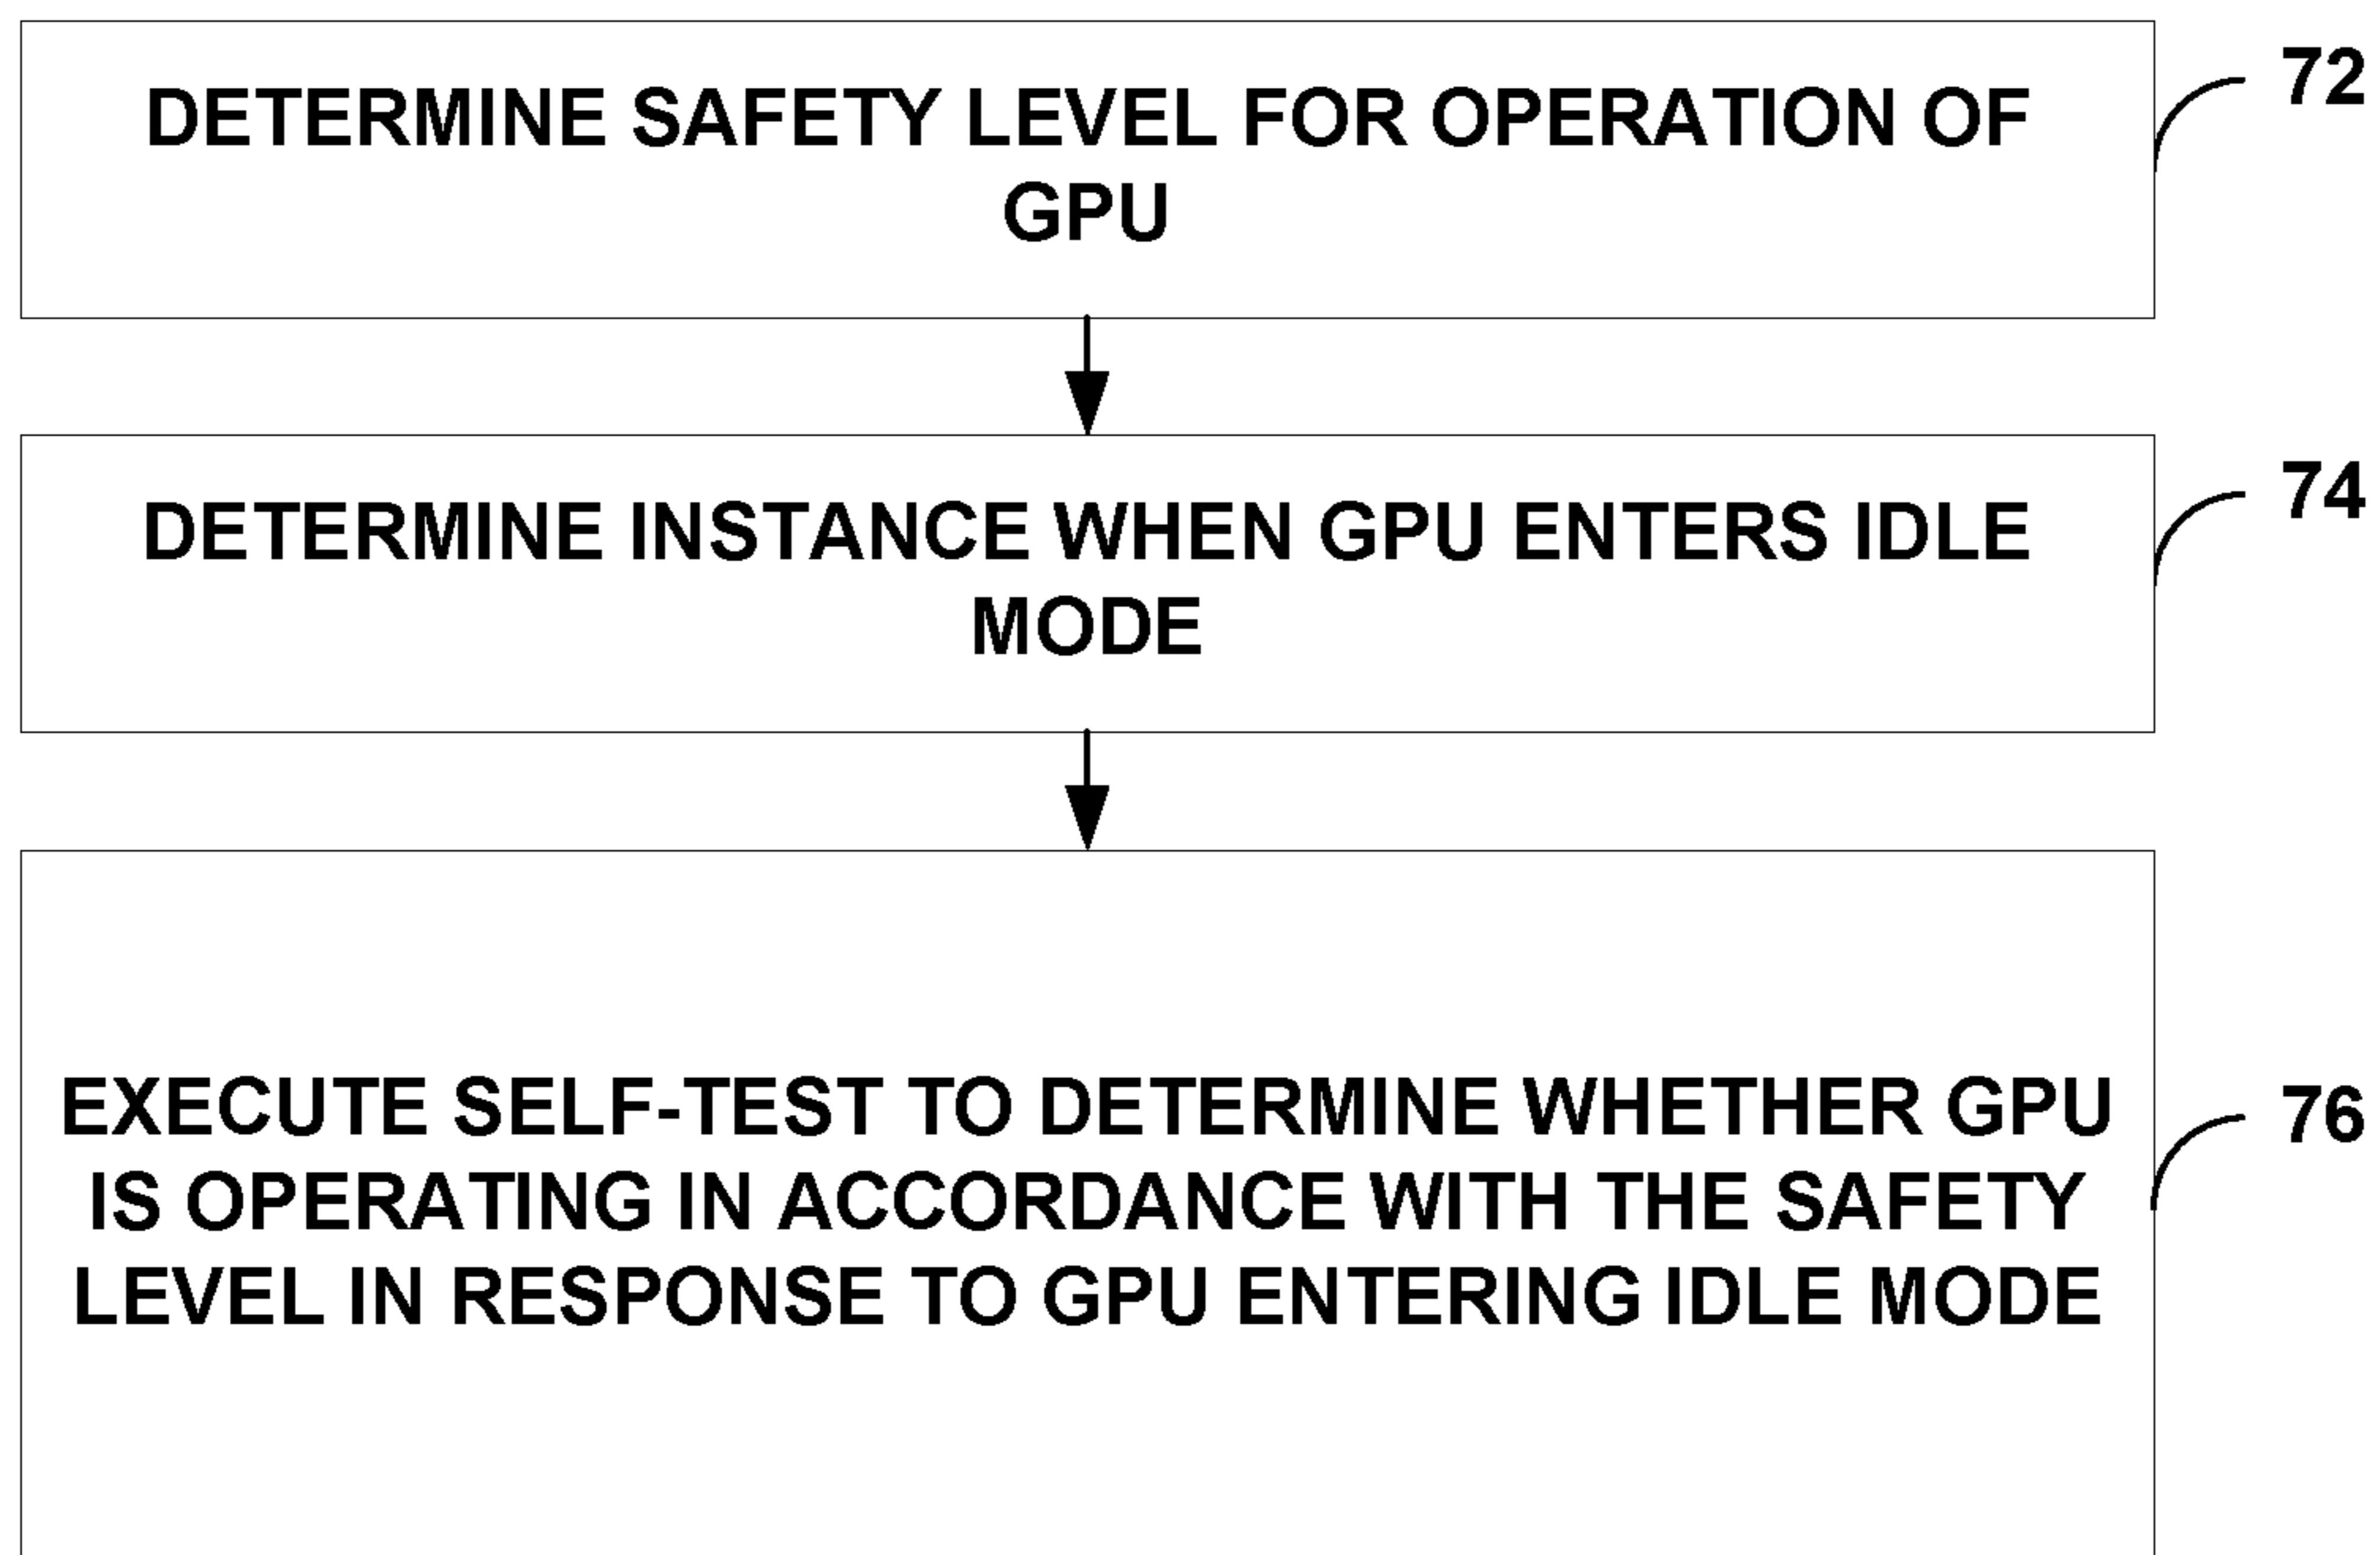 DETERMINE SAFETY LEVEL FOR OPERATION OF
GPU
72
DETERMINE INSTANCE WHEN GPU ENTERS IDLE
MODE
74
EXECUTE SELF-TEST TO DETERMINE WHETHER GPU
IS OPERATING IN ACCORDANCE WITH THE SAFETY
LEVEL IN RESPONSE TO GPU ENTERING IDLE MODE
76